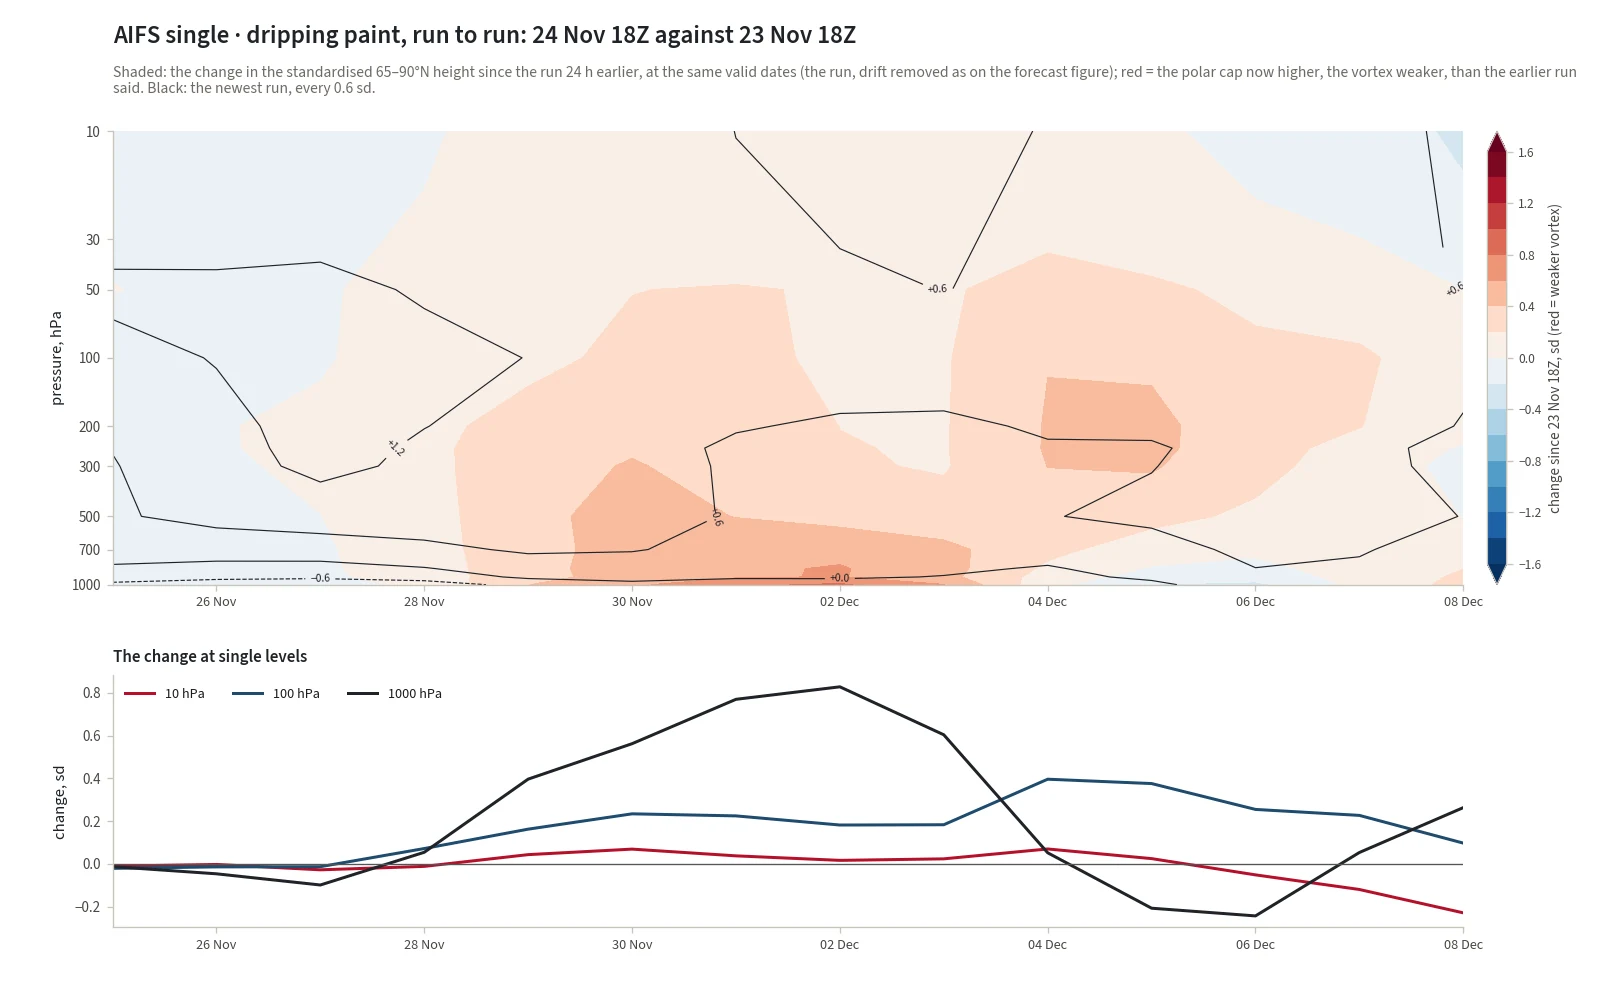 AIFS single · dripping paint, run to run: 24 Nov 18Z against 23 Nov 18Z
Shaded: the change in the standardised 65–90°N height since the run 24 h earlier, at the same valid dates (the run, drift removed as on the forecast figure); red = the polar cap now higher, the vortex weaker, than the earlier run
said. Black: the newest run, every 0.6 sd.
pressure, hPa
10
30
50
100
200
300
500
700
1000
+0.6
+0.6
+1.2
+0.6
−0.6
+0.0
26 Nov
28 Nov
30 Nov
02 Dec
04 Dec
06 Dec
08 Dec
1.6
1.2
0.8
0.4
0.0
−0.4
−0.8
−1.2
−1.6
change since 23 Nov 18Z, sd (red = weaker vortex)
The change at single levels
10 hPa
100 hPa
1000 hPa
change, sd
0.8
0.6
0.4
0.2
0.0
−0.2
26 Nov
28 Nov
30 Nov
02 Dec
04 Dec
06 Dec
08 Dec